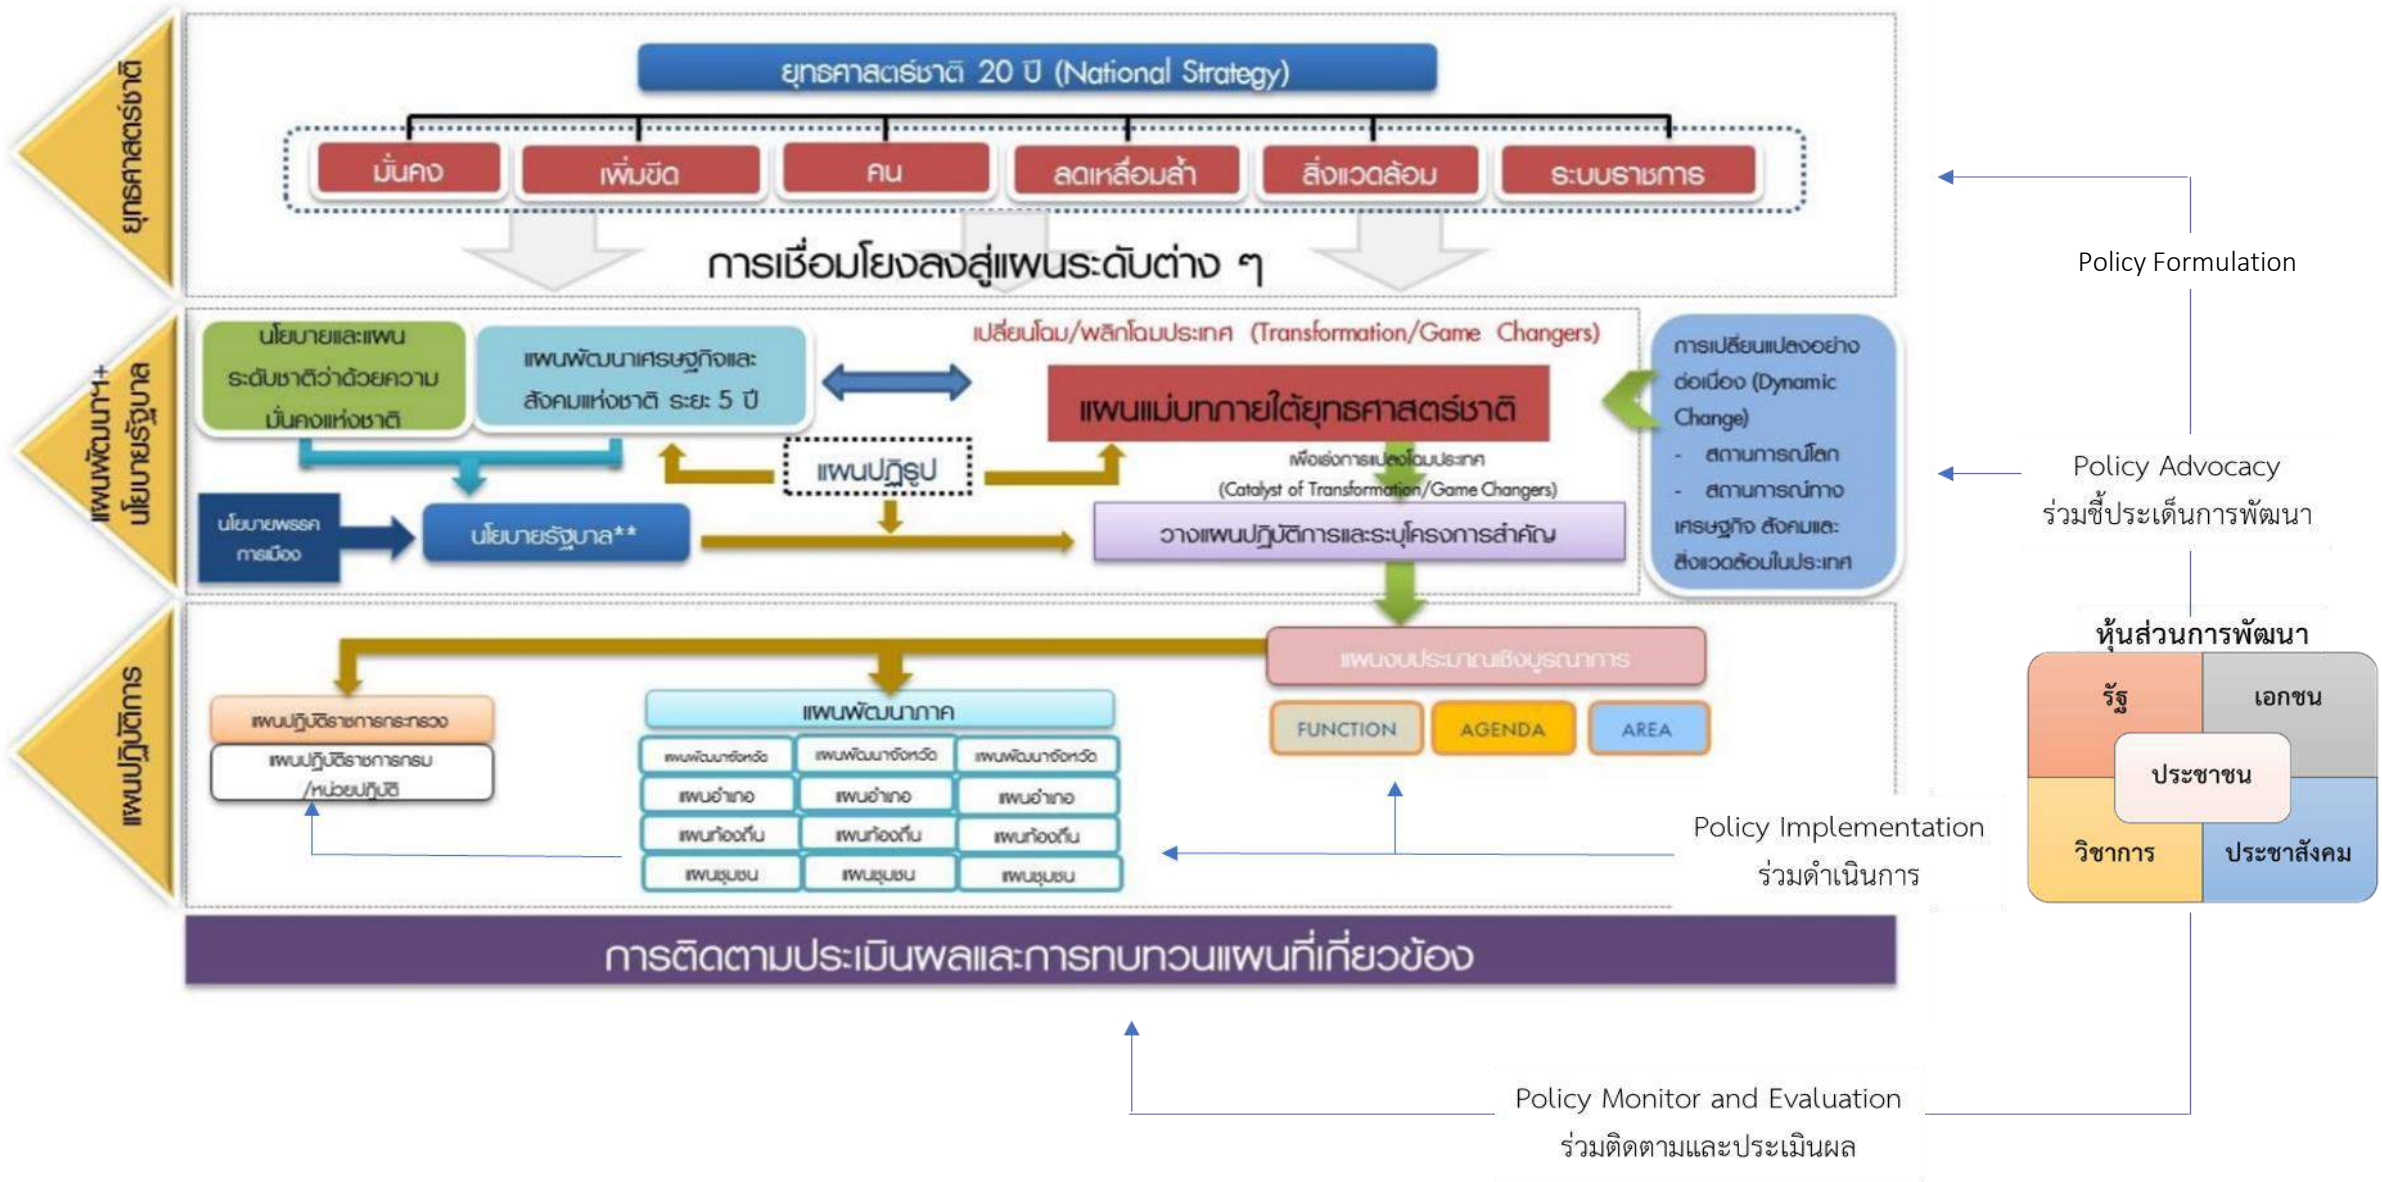 ยุทธศาสตร์ชาติ
ยุทธศาสตร์ชาติ 20 ปี (National Strategy)
มั่นคง
เพิ่มขีด
คน
ลดเหลื่อมล้ำ
สิ่งแวดล้อม
ระบบราชการ
การเชื่อมโยงลงสู่แผนระดับต่าง ๆ
Policy Formulation
แผนพัฒนาฯ+
นโยบายรัฐบาล
นโยบายและแผน
ระดับชาติว่าด้วยความ
มั่นคงแห่งชาติ
แผนพัฒนาเศรษฐกิจและ
สังคมแห่งชาติ ระยะ 5 ปี
เปลี่ยนโฉม/พลิกโฉมประเทศ (Transformation/Game Changers)
แผนแม่บทภายใต้ยุทธศาสตร์ชาติ
การเปลี่ยนแปลงอย่าง
ต่อเนื่อง (Dynamic
Change)
- สถานการณ์โลก
- สถานการณ์ทาง
เศรษฐกิจ สังคมและ
สิ่งแวดล้อมในประเทศ
แผนปฏิรูป
เพื่อเร่งการแปลงโฉมประเทศ
(Catalyst of Transformation/Game Changers)
นโยบายพรรค
การเมือง
นโยบายรัฐบาล**
วางแผนปฏิบัติการและระบุโครงการสำคัญ
Policy Advocacy
ร่วมชี้ประเด็นการพัฒนา
แผนปฏิบัติการ
แผนงบประมาณเชิงบูรณาการ
FUNCTION
AGENDA
AREA
แผนปฏิบัติราชการกระทรวง
แผนปฏิบัติราชการกรม
/หน่วยปฏิบัติ
แผนพัฒนาภาค
แผนพัฒนาจังหวัด
แผนพัฒนาจังหวัด
แผนพัฒนาจังหวัด
แผนอำเภอ
แผนอำเภอ
แผนอำเภอ
แผนท้องถิ่น
แผนท้องถิ่น
แผนท้องถิ่น
แผนชุมชน
แผนชุมชน
แผนชุมชน
Policy Implementation
ร่วมดำเนินการ
หุ้นส่วนการพัฒนา
รัฐ
เอกชน
ประชาชน
วิชาการ
ประชาสังคม
การติดตามประเมินผลและการทบทวนแผนที่เกี่ยวข้อง
Policy Monitor and Evaluation
ร่วมติดตามและประเมินผล